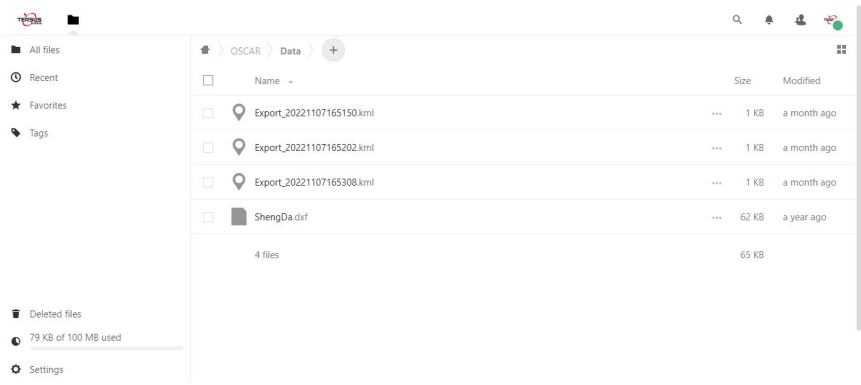 TERSUS
All files
Recent
Favorites
Tags
Deleted files
79 KB of 100 MB used
Settings
OSCAR
Data
+
Name
Size
Modified
Export_20221107165150.kml
...
1 KB
a month ago
Export_20221107165202.kml
...
1 KB
a month ago
Export_20221107165308.kml
...
1 KB
a month ago
ShengDa.dxf
...
62 KB
a year ago
4 files
65 KB